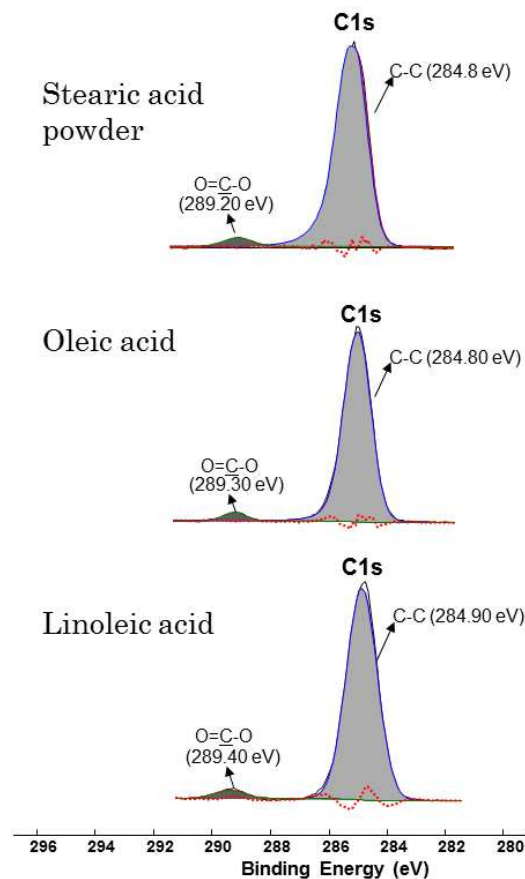 C1s
Stearic acid
powder
C-C (284.8 eV)
O=C-O
(289.20 eV)
C1s
Oleic acid
C-C (284.80 eV)
O=C-O
(289.30 eV)
C1s
Linoleic acid
C-C (284.90 eV)
O=C-O
(289.40 eV)
296 294 292 290 288 286 284 282 280
Binding Energy (eV)